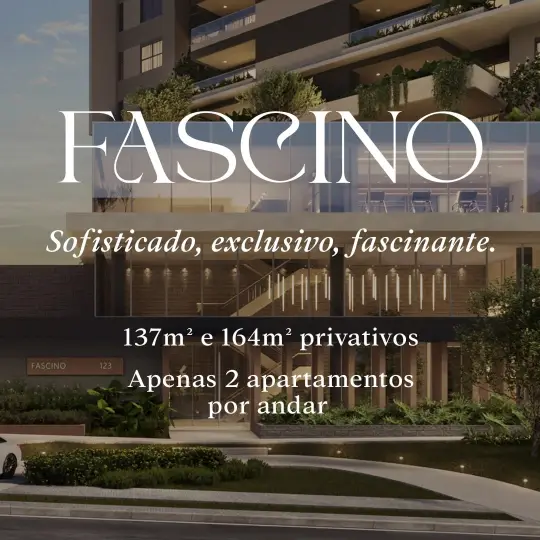 FASCINO
Sofisticado, exclusivo, fascinante.
137m² e 164m² privativos
FASCINO 123
Apenas 2 apartamentos
por andar